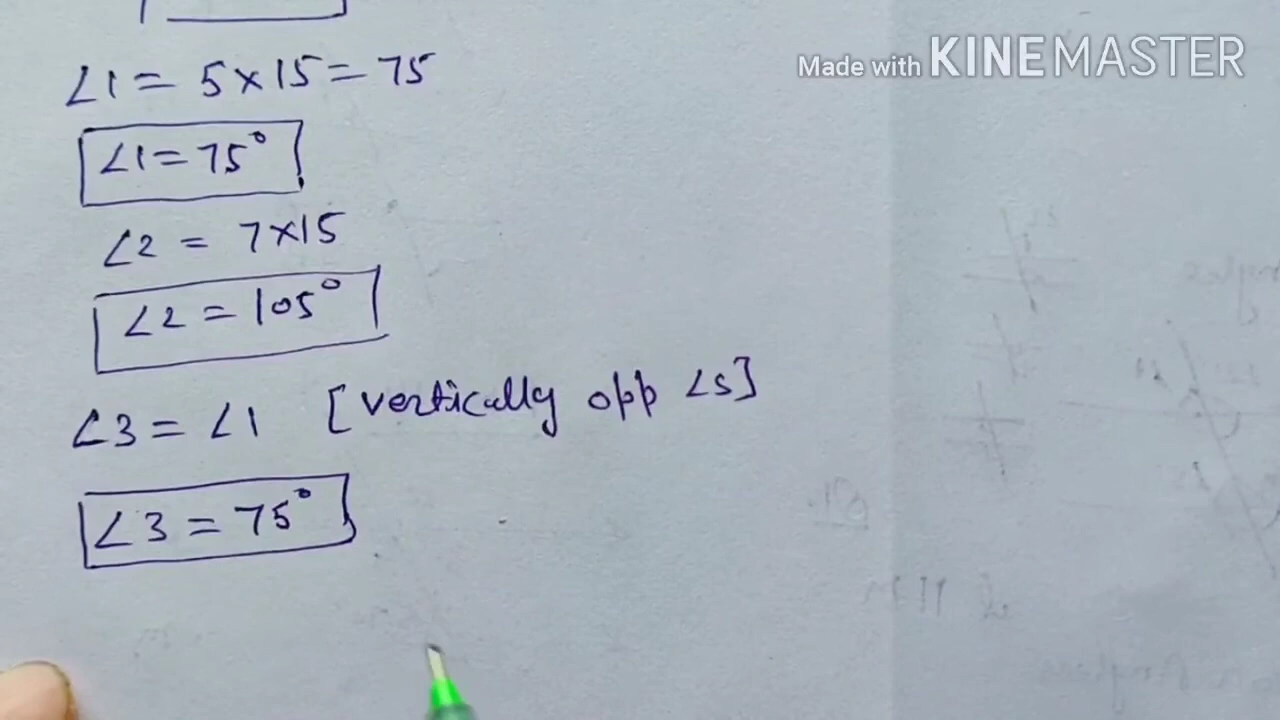 Made with KINEMASTER
∠1 = 5×15 = 75
∠1 = 75°
∠2 = 7×15
∠2 = 105°
∠3 = ∠1 [vertically opp ∠s]
∠3 = 75°